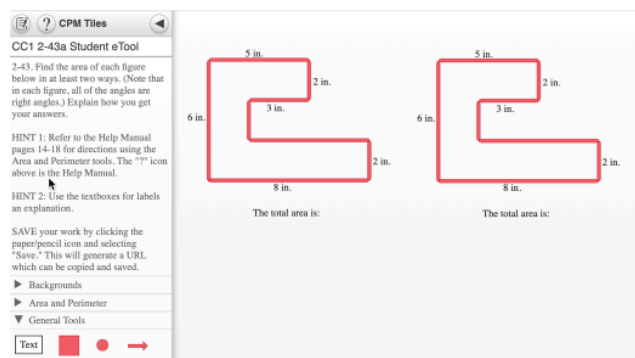 CPM Tiles
CC1 2-43a Student eTool
2-43. Find the area of each figure
below in at least two ways. (Note that
in each figure, all of the angles are
right angles.) Explain how you get
your answers.
HINT 1: Refer to the Help Manual
pages 14-18 for directions using the
Area and Perimeter tools. The "?" icon
above is the Help Manual.
HINT 2: Use the textboxes for labels
an explanation.
SAVE your work by clicking the
paper/pencil icon and selecting
"Save." This will generate a URL
which can be copied and saved.
Backgrounds
Area and Perimeter
General Tools
Text
5 in.
2 in.
3 in.
6 in.
2 in.
8 in.
The total area is:
5 in.
2 in.
3 in.
6 in.
2 in.
8 in.
The total area is: